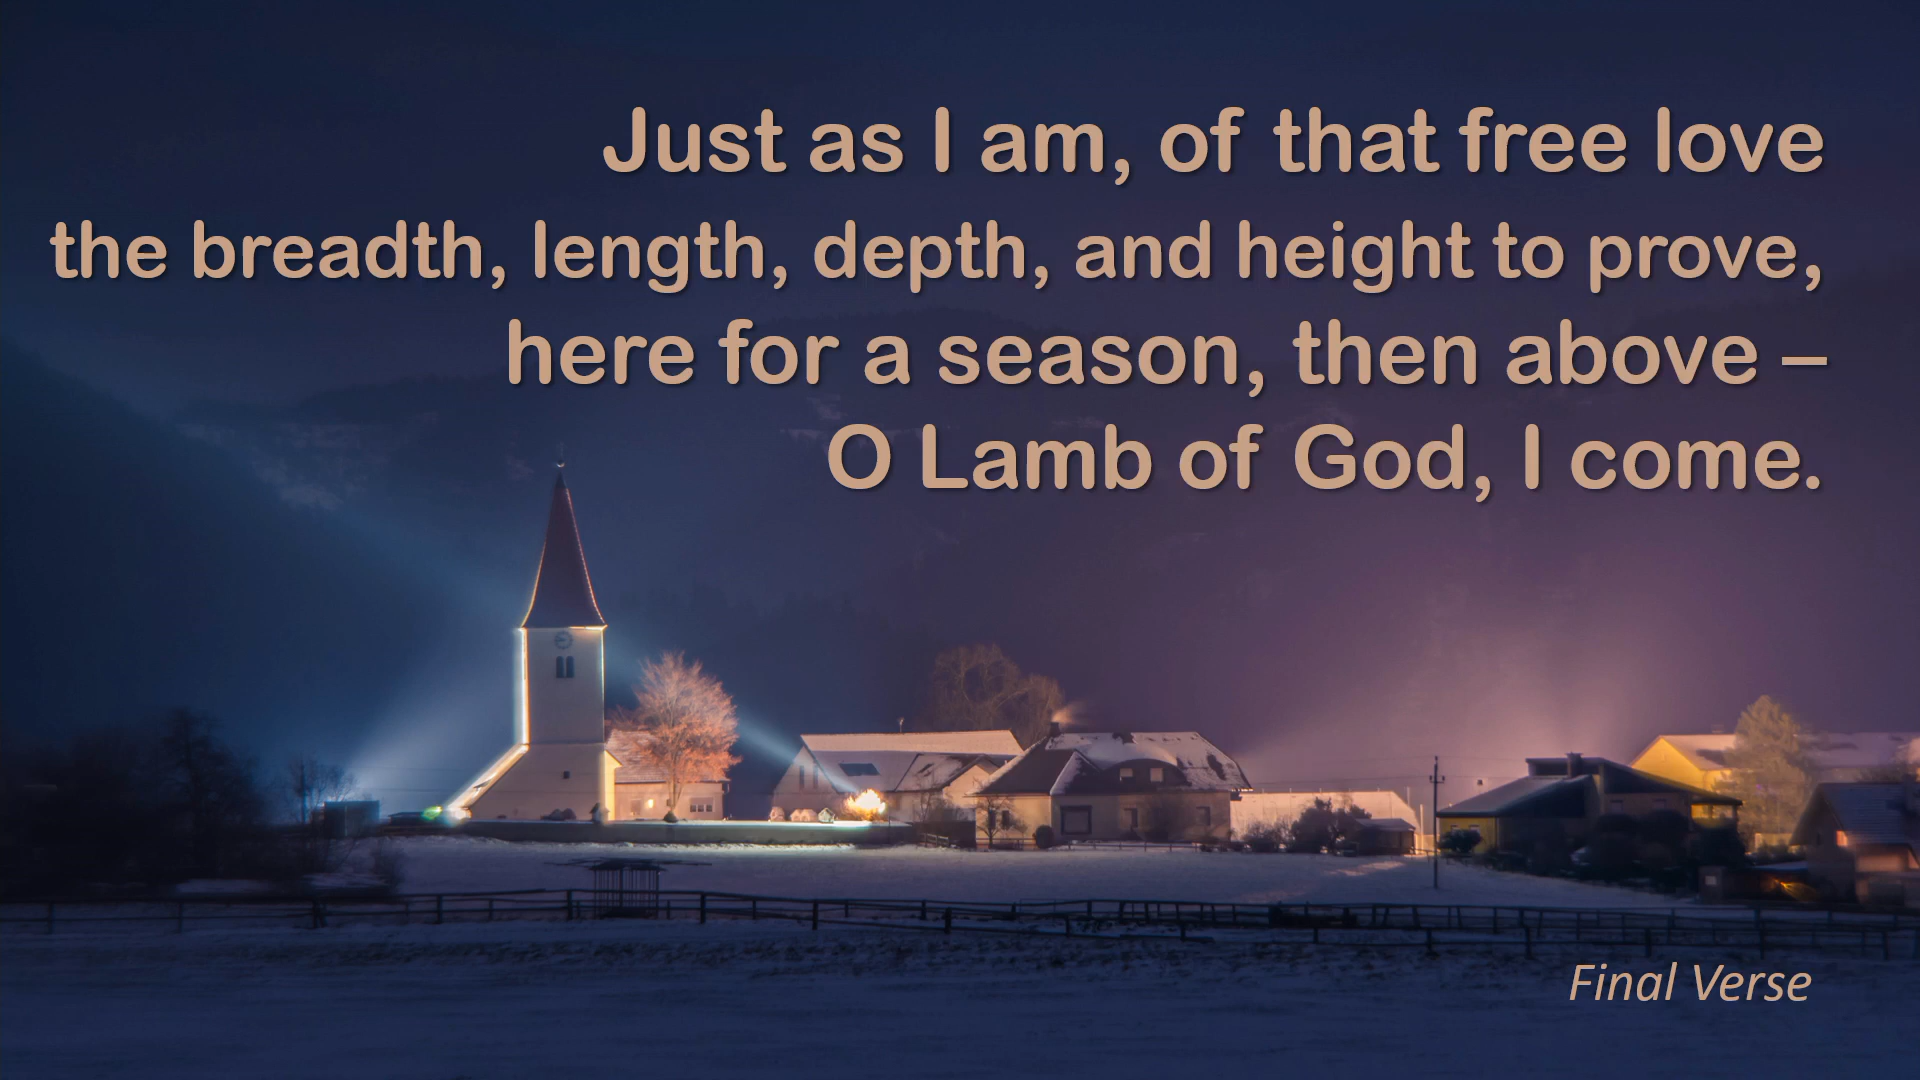 Just as I am, of that free love
the breadth, length, depth, and height to prove,
here for a season, then above –
O Lamb of God, I come.
Final Verse